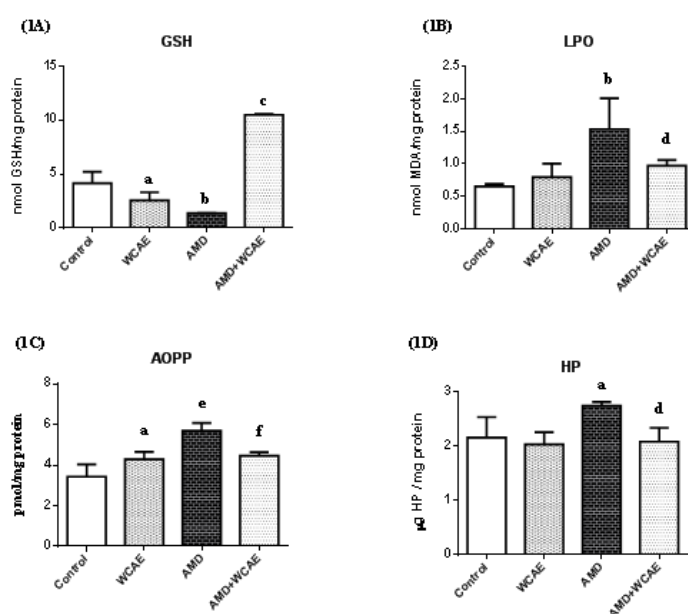 (1A)
GSH
nmol GSH/mg protein
15
10
5
0
a
b
c
Control
WCAE
AMD
AMD+WCAE
(1B)
LPO
nmol MDA/mg protein
2.5
2.0
1.5
1.0
0.5
0.0
b
d
Control
WCAE
AMD
AMD+WCAE
(1C)
AOPP
pmol/mg protein
8
6
4
2
0
a
e
f
Control
WCAE
AMD
AMD+WCAE
(1D)
HP
µg HP / mg protein
3
2
1
0
a
d
Control
WCAE
AMD
AMD+WCAE